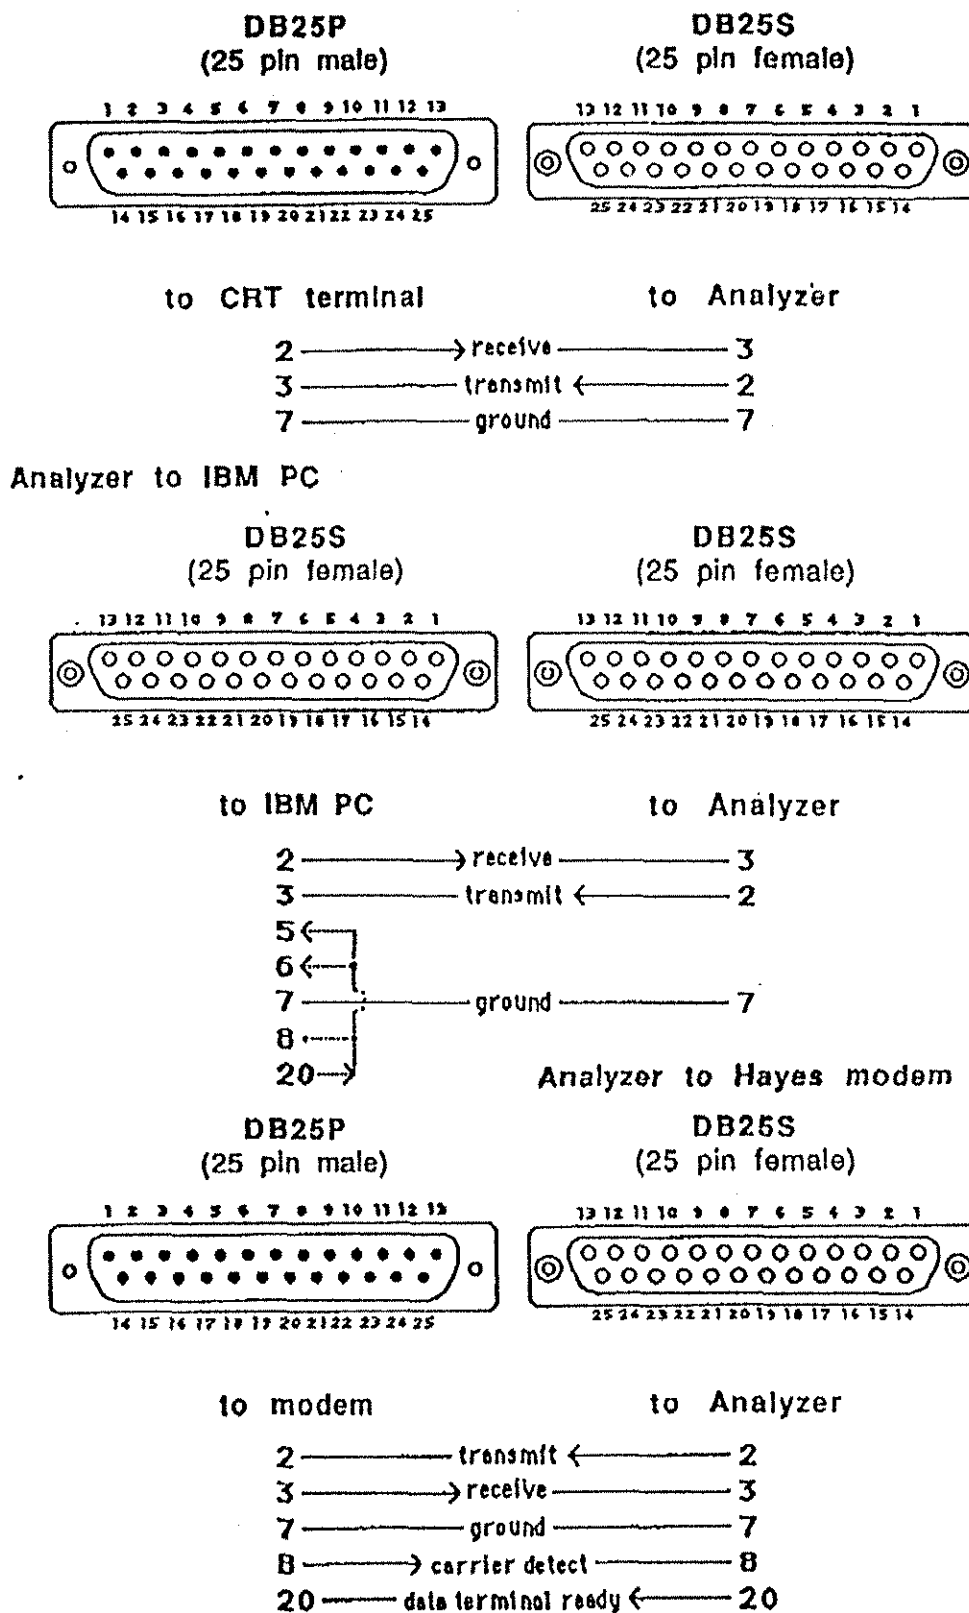 DB25P DB25S
(25 pin male) (25 pin female)
1 2 3 4 5 6 7 8 9 10 11 12 13 13 12 11 10 9 8 7 6 5 4 3 2 1
14 15 16 17 18 19 20 21 22 23 24 25 25 24 23 22 21 20 19 18 17 16 15 14
to CRT terminal to Analyzer
2 receive 3
3 transmit 2
7 ground 7
Analyzer to IBM PC
DB25S DB25S
(25 pin female) (25 pin female)
13 12 11 10 9 8 7 6 5 4 3 2 1 13 12 11 10 9 8 7 6 5 4 3 2 1
25 24 23 22 21 20 19 18 17 16 15 14 25 24 23 22 21 20 19 18 17 16 15 14
to IBM PC to Analyzer
2 receive 3
3 transmit 2
5
6
7 ground 7
8
20
Analyzer to Hayes modem
DB25P DB25S
(25 pin male) (25 pin female)
1 2 3 4 5 6 7 8 9 10 11 12 13 13 12 11 10 9 8 7 6 5 4 3 2 1
14 15 16 17 18 19 20 21 22 23 24 25 25 24 23 22 21 20 19 18 17 16 15 14
to modem to Analyzer
2 transmit 2
3 receive 3
7 ground 7
8 carrier detect 8
20 data terminal ready 20